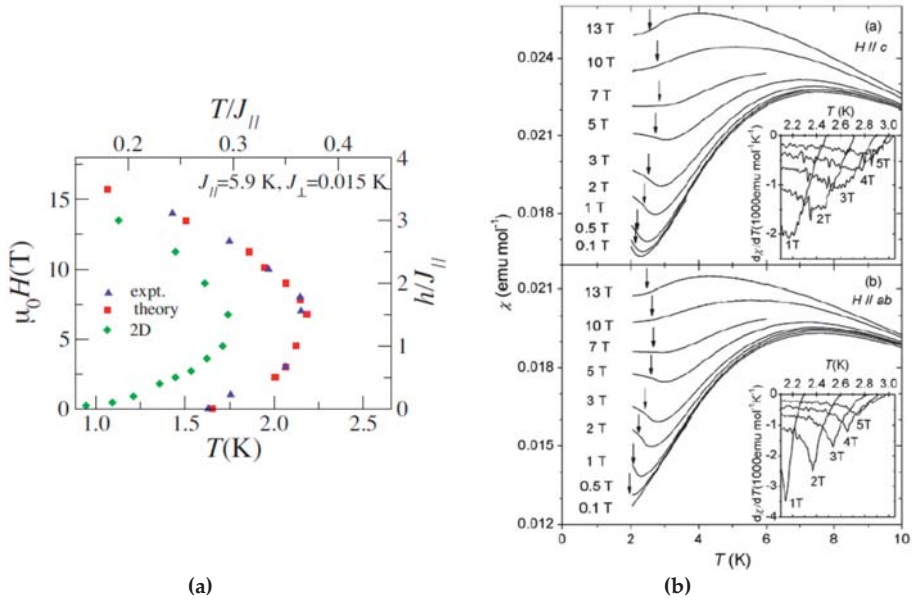 T/J//
0.2 0.3 0.4
J//=5.9 K, J⊥=0.015 K
μ0H(T)
15
10
5
0
expt.
theory
2D
4
3
2
1
0
h/J//
1.0 1.5 2.0 2.5
T(K)
(a)
χ (emu mol⁻¹)
0.024
0.021
0.018
(a)
H // c
13 T
10 T
7 T
5 T
3 T
2 T
1 T
0.5 T
0.1 T
T (K)
2.2 2.4 2.6 2.8 3.0
0
-1
-2
dχ/dT(1000emu mol⁻¹K⁻¹)
5T
4T
3T
2T
1T
0.021
0.018
0.015
0.012
(b)
H // ab
13 T
10 T
7 T
5 T
3 T
2 T
1 T
0.5 T
0.1 T
T(K)
2.2 2.4 2.6 2.8 3.0
0
-1
-2
-3
-4
dχ/dT(1000emu mol⁻¹K⁻¹)
5T
4T
3T
2T
1T
0 2 4 6 8 10
T (K)
(b)